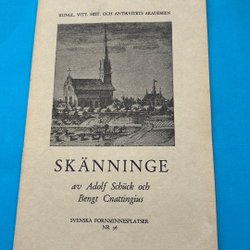 KUNGL. VITT. HIST. OCH ANTIKVITETS AKADEMIEN
SKÄNNINGE
av Adolf Schück och
Bengt Cnattingius
SVENSKA FORNMINNESPLATSER
NR 36